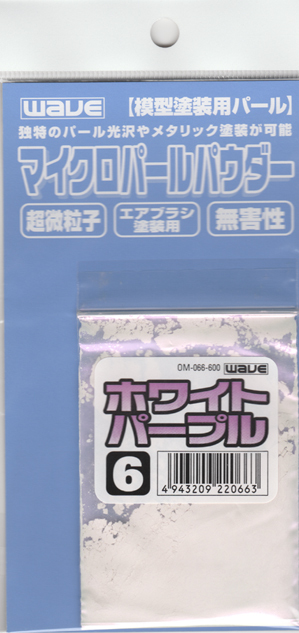 WAVE 【模型塗装用パール】
独特のパール光沢やメタリック塗装が可能
マイクロパールパウダー
超微粒子 エアブラシ塗装用 無害性
OM-066-600 WAVE
ホワイト
パープル
6
4 943209 220663